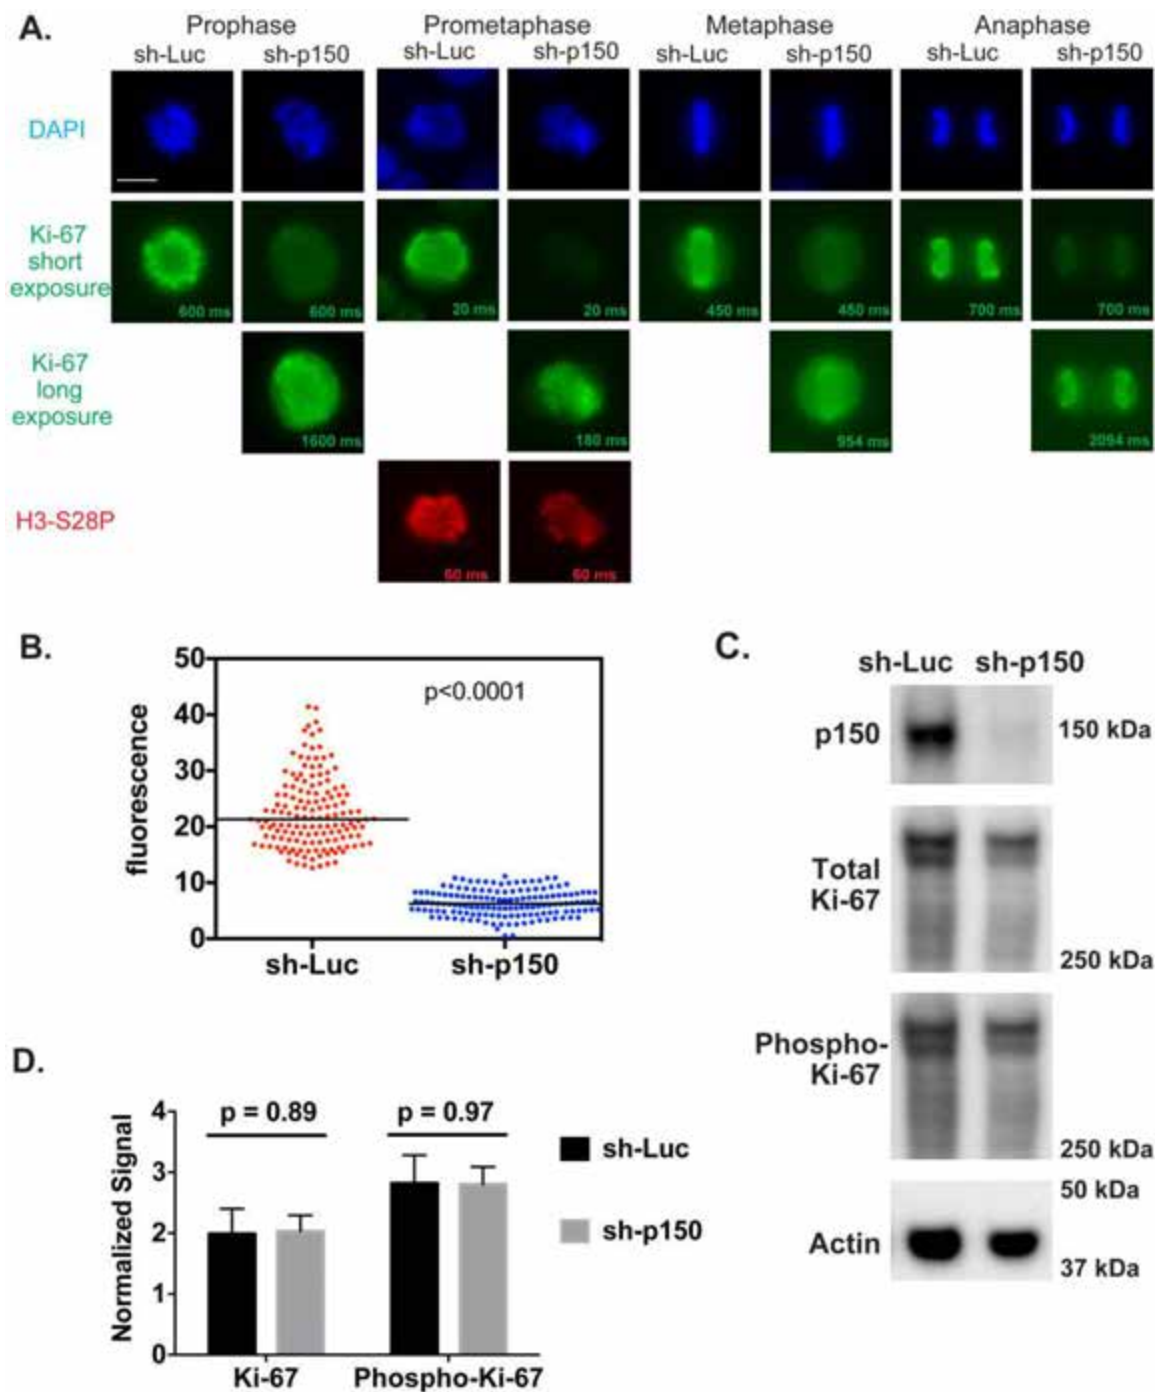 A.
Prophase Prometaphase Metaphase Anaphase
sh-Luc sh-p150 sh-Luc sh-p150 sh-Luc sh-p150 sh-Luc sh-p150
DAPI
Ki-67
short
exposure
600 ms 600 ms 20 ms 20 ms 450 ms 450 ms 700 ms 700 ms
Ki-67
long
exposure
1600 ms 180 ms 954 ms 2094 ms
H3-S28P
60 ms 60 ms
B.
50
40
30
20
10
0
fluorescence
p<0.0001
sh-Luc sh-p150
C.
sh-Luc sh-p150
p150 150 kDa
Total
Ki-67
250 kDa
Phospho-
Ki-67
250 kDa
50 kDa
Actin
37 kDa
D.
4
3
2
1
0
Normalized Signal
p = 0.89 p = 0.97
sh-Luc
sh-p150
Ki-67 Phospho-Ki-67